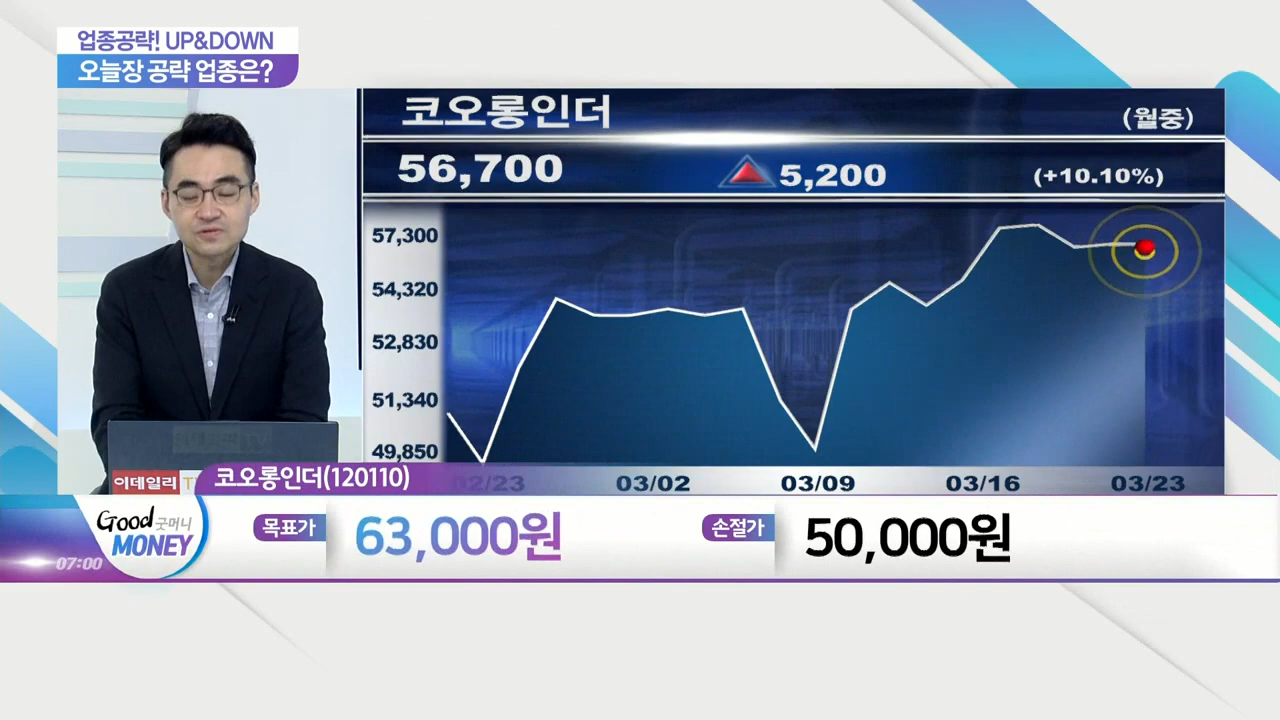 업종공략! UP&DOWN
오늘장 공략 업종은?
코오롱인더
(월중)
56,700
5,200
(+10.10%)
57,300
54,320
52,830
51,340
49,850
02/23
03/02
03/09
03/16
03/23
이데일리 T
코오롱인더(120110)
Good 굿머니
MONEY
07:00
목표가
63,000원
손절가
50,000원